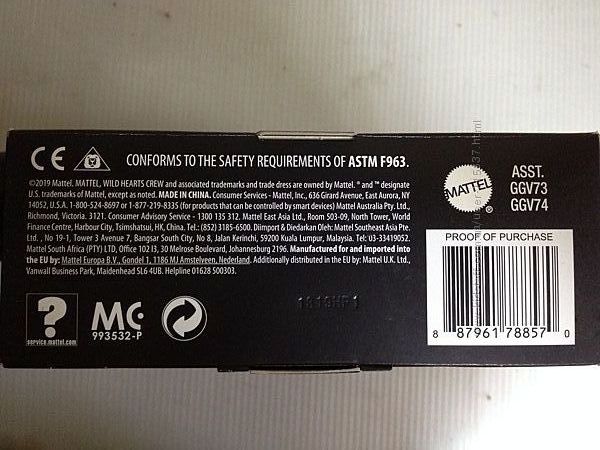 CE
CONFORMS TO THE SAFETY REQUIREMENTS OF ASTM F963.
©2019 Mattel. MATTEL, WILD HEARTS CREW and associated trademarks and trade dress are owned by Mattel. ® and ™ designate
U.S. trademarks of Mattel, except as noted. MADE IN CHINA. Consumer Services - Mattel, Inc., 636 Girard Avenue, East Aurora, NY
14052, U.S.A. 1-800-524-8697 or 1-877-219-8335 (for products that can be controlled by smart devices) Mattel Australia Pty., Ltd.,
Richmond, Victoria. 3121. Consumer Advisory Service - 1300 135 312. Mattel East Asia Ltd., Room 503-09, North Tower, World
Finance Centre, Harbour City, Tsimshatsui, HK, China. Tel.: (852) 3185-6500. Diimport & Diedarkan Oleh: Mattel Southeast Asia Pte.
Ltd. , No 19-1, Tower 3 Avenue 7, Bangsar South City, No 8, Jalan Kerinchi, 59200 Kuala Lumpur, Malaysia. Tel: 03-33419052.
Mattel South Africa (PTY) LTD, Office 102 I3, 30 Melrose Boulevard, Johannesburg 2196. Manufactured for and imported into
the EU by: Mattel Europa B.V., Gondel 1, 1186 MJ Amstelveen, Nederland. Additionally distributed in the EU by: Mattel U.K. Ltd.,
Vanwall Business Park, Maidenhead SL6 4UB. Helpline 01628 500303.
MATTEL
®
ASST.
GGV73
GGV74
PROOF OF PURCHASE
8 87961 78857 0
?
service.mattel.com
MC
993532-P